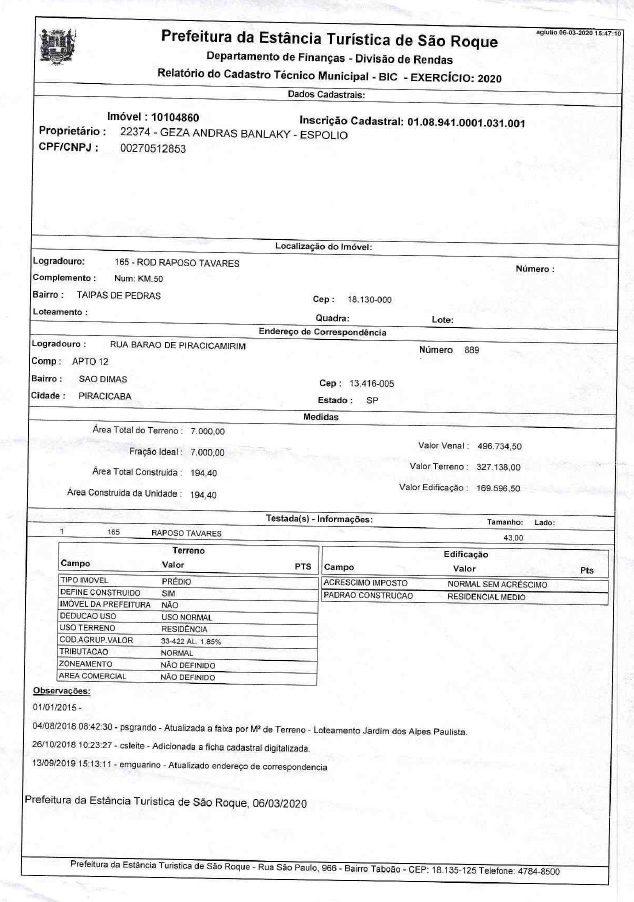 aglulio 06-03-2020 15:47:10
Prefeitura da Estância Turística de São Roque
Departamento de Finanças - Divisão de Rendas
Relatório do Cadastro Técnico Municipal - BIC - EXERCÍCIO: 2020
Dados Cadastrais:
Imóvel : 10104860 Inscrição Cadastral: 01.08.941.0001.031.001
Proprietário : 22374 - GEZA ANDRAS BANLAKY - ESPOLIO
CPF/CNPJ : 00270512853
Localização do Imóvel:
Logradouro: 165 - ROD RAPOSO TAVARES Número :
Complemento : Num: KM.50
Bairro : TAIPAS DE PEDRAS Cep : 18.130-000
Loteamento : Quadra: Lote:
Endereço de Correspondência
Logradouro : RUA BARAO DE PIRACICAMIRIM Número 889
Comp : APTO 12
Bairro : SAO DIMAS Cep : 13.416-005
Cidade : PIRACICABA Estado : SP
Medidas
Área Total do Terreno : 7.000,00 Valor Venal : 496.734,50
Fração Ideal : 7.000,00 Valor Terreno : 327.138,00
Área Total Construida : 194,40 Valor Edificação : 169.596,50
Área Construida da Unidade : 194,40
Testada(s) - Informações: Tamanho: Lado:
1 165 RAPOSO TAVARES 43,00
Terreno Edificação
Campo Valor PTS Campo Valor Pts
TIPO IMOVEL PRÉDIO ACRESCIMO IMPOSTO NORMAL SEM ACRÉSCIMO
DEFINE CONSTRUIDO SIM PADRAO CONSTRUCAO RESIDENCIAL MEDIO
IMÓVEL DA PREFEITURA NÃO
DEDUCAO USO USO NORMAL
USO TERRENO RESIDÊNCIA
COD.AGRUP.VALOR 33-422 AL. 1.85%
TRIBUTACAO NORMAL
ZONEAMENTO NÃO DEFINIDO
AREA COMERCIAL NÃO DEFINIDO
Observações:
01/01/2015 -
04/08/2018 08:42:30 - psgrando - Atualizada a faixa por M² de Terreno - Loteamento Jardim dos Alpes Paulista.
26/10/2018 10:23:27 - csleite - Adicionada a ficha cadastral digitalizada.
13/09/2019 15:13:11 - emguarino - Atualizado endereço de correspondencia
Prefeitura da Estância Turistica de São Roque, 06/03/2020
Prefeitura da Estância Turistica de São Roque - Rua São Paulo, 966 - Bairro Taboão - CEP: 18.135-125 Telefone: 4784-8500